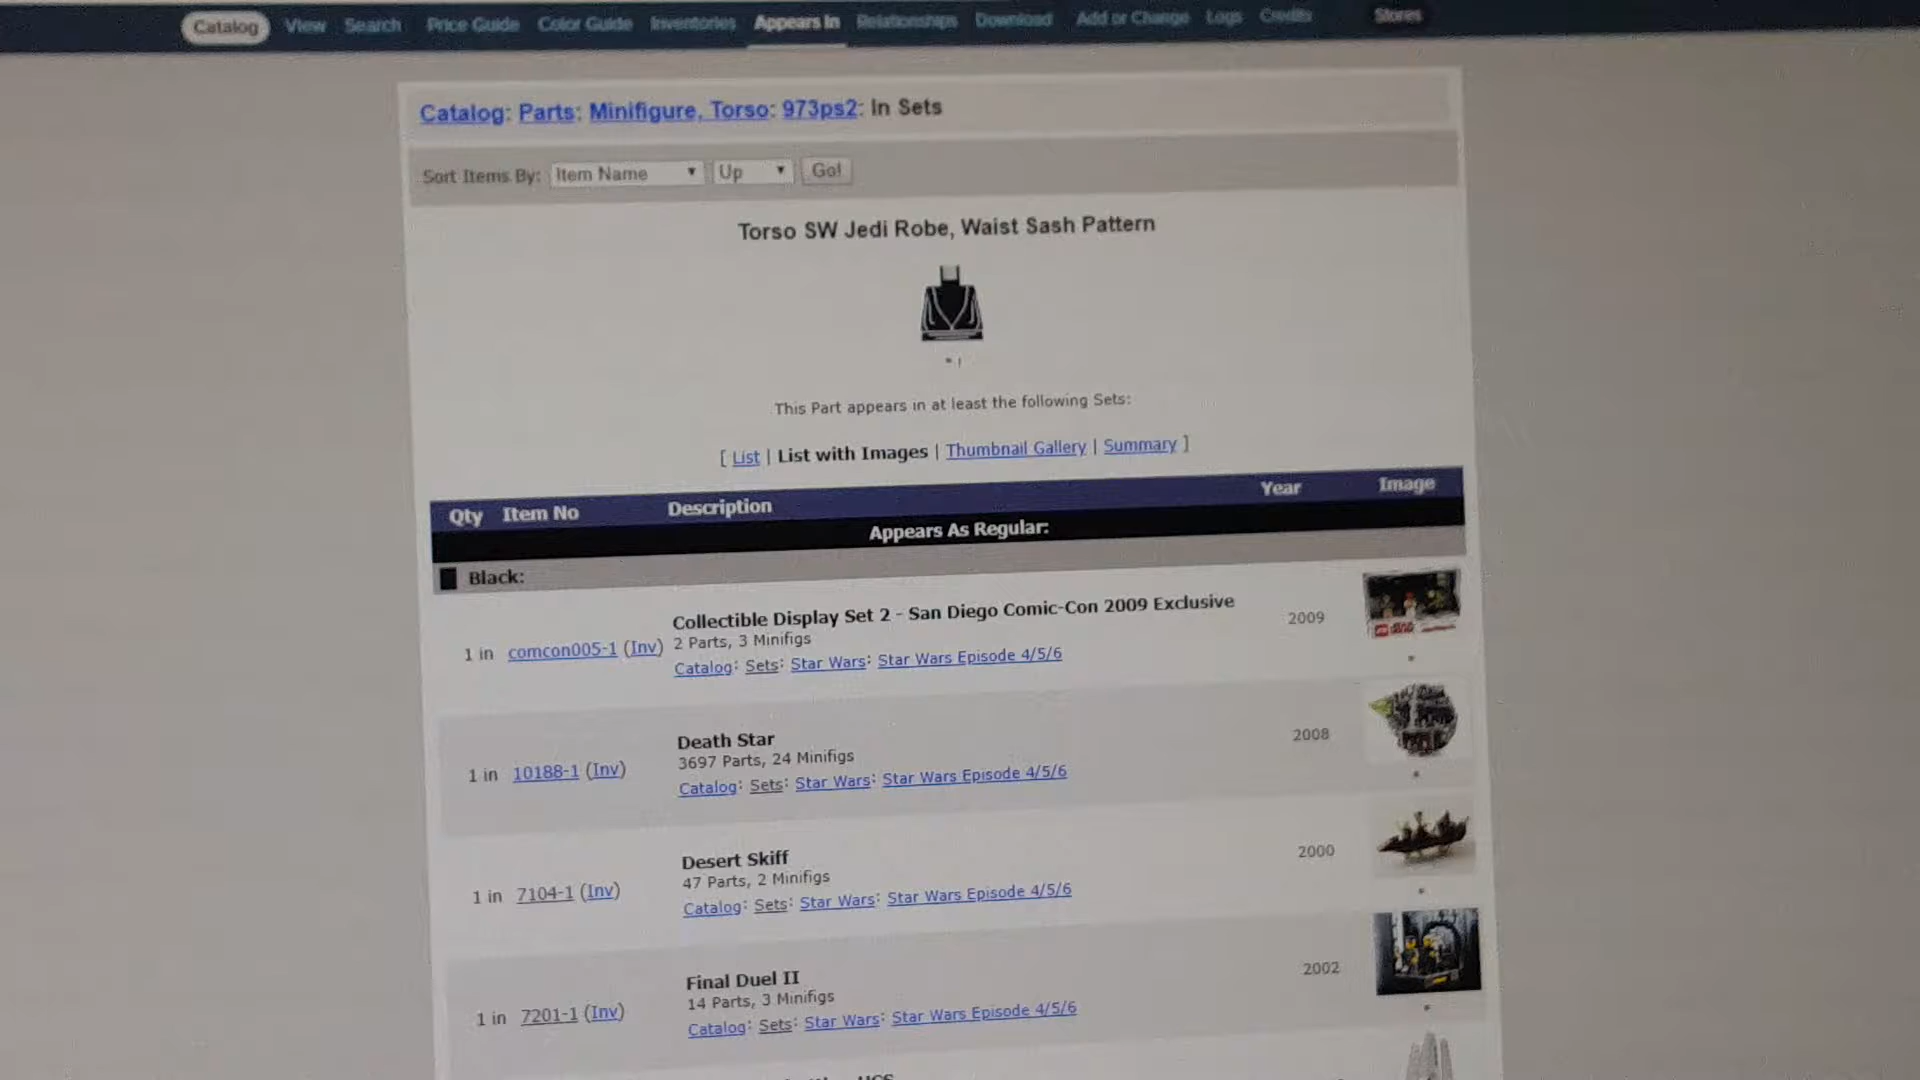 Catalog View Search Price Guide Color Guide Inventories Appears In Relationships Download Add or Change Logs Credits Stores
Catalog: Parts: Minifigure, Torso: 973ps2: In Sets
Sort Items By: Item Name Up Go!
Torso SW Jedi Robe, Waist Sash Pattern
This Part appears in at least the following Sets:
[ List | List with Images | Thumbnail Gallery | Summary ]
Qty Item No Description Year Image
Appears As Regular:
Black:
Collectible Display Set 2 - San Diego Comic-Con 2009 Exclusive
1 in comcon005-1 (Inv) 2 Parts, 3 Minifigs 2009
Catalog: Sets: Star Wars: Star Wars Episode 4/5/6
Death Star
1 in 10188-1 (Inv) 3697 Parts, 24 Minifigs 2008
Catalog: Sets: Star Wars: Star Wars Episode 4/5/6
Desert Skiff
1 in 7104-1 (Inv) 47 Parts, 2 Minifigs 2000
Catalog: Sets: Star Wars: Star Wars Episode 4/5/6
Final Duel II
1 in 7201-1 (Inv) 14 Parts, 3 Minifigs 2002
Catalog: Sets: Star Wars: Star Wars Episode 4/5/6
UCS